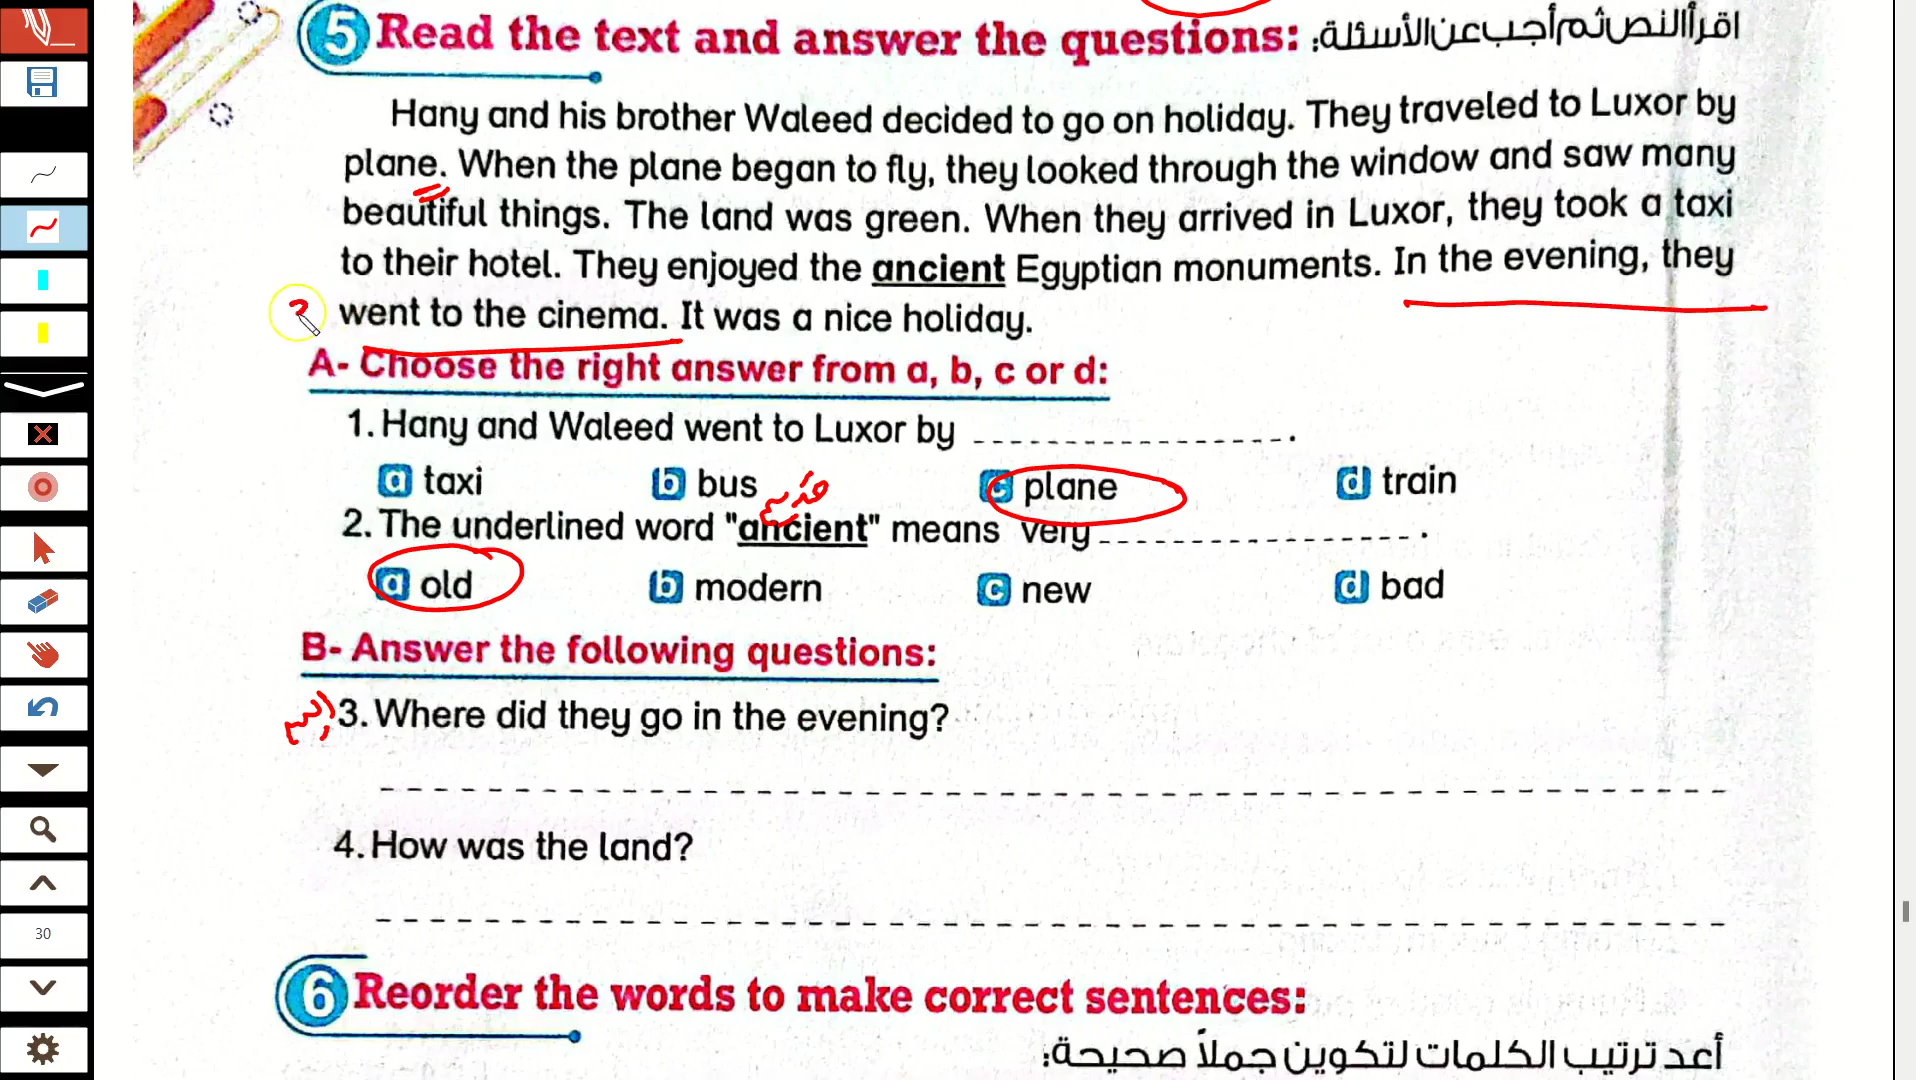 5 Read the text and answer the questions: اقرأ النص ثم أجب عن الأسئلة:
Hany and his brother Waleed decided to go on holiday. They traveled to Luxor by
plane. When the plane began to fly, they looked through the window and saw many
beautiful things. The land was green. When they arrived in Luxor, they took a taxi
to their hotel. They enjoyed the ancient Egyptian monuments. In the evening, they
went to the cinema. It was a nice holiday.
A- Choose the right answer from a, b, c or d:
1. Hany and Waleed went to Luxor by ------------------.
a taxi b bus c plane d train
قديم
2. The underlined word "ancient" means very------------------.
a old b modern c new d bad
B- Answer the following questions:
3. Where did they go in the evening?
4. How was the land?
30
6 Reorder the words to make correct sentences:
أعد ترتيب الكلمات لتكوين جملاً صحيحة: